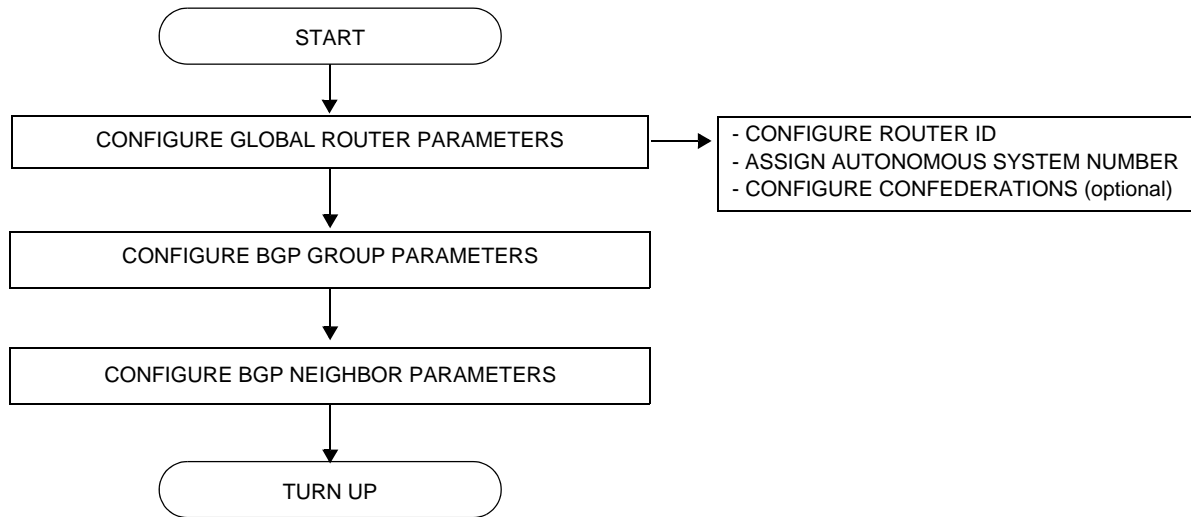 START
CONFIGURE GLOBAL ROUTER PARAMETERS
- CONFIGURE ROUTER ID
- ASSIGN AUTONOMOUS SYSTEM NUMBER
- CONFIGURE CONFEDERATIONS (optional)
CONFIGURE BGP GROUP PARAMETERS
CONFIGURE BGP NEIGHBOR PARAMETERS
TURN UP